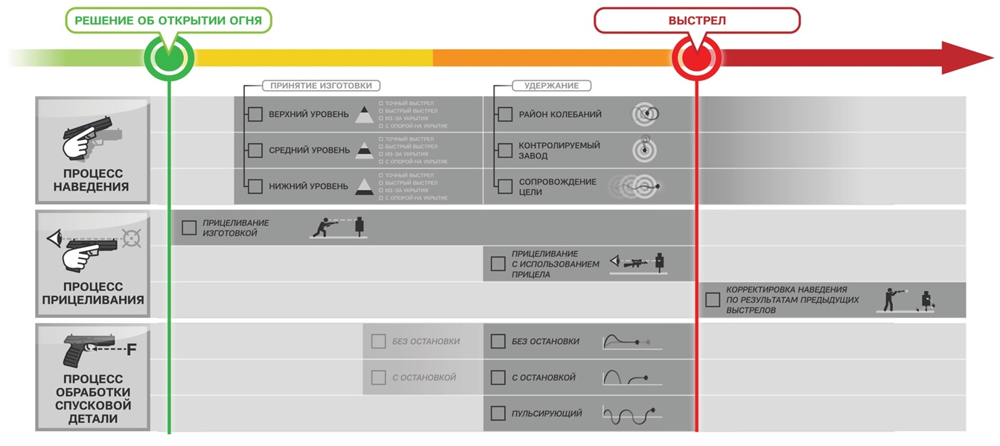 РЕШЕНИЕ ОБ ОТКРЫТИИ ОГНЯ
ВЫСТРЕЛ
ПРИНЯТИЕ ИЗГОТОВКИ
УДЕРЖАНИЕ
ПРОЦЕСС
НАВЕДЕНИЯ
ВЕРХНИЙ УРОВЕНЬ
ТОЧНЫЙ ВЫСТРЕЛ
БЫСТРЫЙ ВЫСТРЕЛ
ИЗ-ЗА УКРЫТИЯ
С ОПОРОЙ НА УКРЫТИЕ
РАЙОН КОЛЕБАНИЙ
СРЕДНИЙ УРОВЕНЬ
ТОЧНЫЙ ВЫСТРЕЛ
БЫСТРЫЙ ВЫСТРЕЛ
ИЗ-ЗА УКРЫТИЯ
С ОПОРОЙ НА УКРЫТИЕ
КОНТРОЛИРУЕМЫЙ
ЗАВОД
НИЖНИЙ УРОВЕНЬ
ТОЧНЫЙ ВЫСТРЕЛ
БЫСТРЫЙ ВЫСТРЕЛ
ИЗ-ЗА УКРЫТИЯ
С ОПОРОЙ НА УКРЫТИЕ
СОПРОВОЖДЕНИЕ
ЦЕЛИ
ПРОЦЕСС
ПРИЦЕЛИВАНИЯ
ПРИЦЕЛИВАНИЕ
ИЗГОТОВКОЙ
ПРИЦЕЛИВАНИЕ
С ИСПОЛЬЗОВАНИЕМ
ПРИЦЕЛА
КОРРЕКТИРОВКА НАВЕДЕНИЯ
ПО РЕЗУЛЬТАТАМ ПРЕДЫДУЩИХ
ВЫСТРЕЛОВ
F
ПРОЦЕСС
ОБРАБОТКИ
СПУСКОВОЙ
ДЕТАЛИ
БЕЗ ОСТАНОВКИ
БЕЗ ОСТАНОВКИ
С ОСТАНОВКОЙ
С ОСТАНОВКОЙ
ПУЛЬСИРУЮЩИЙ